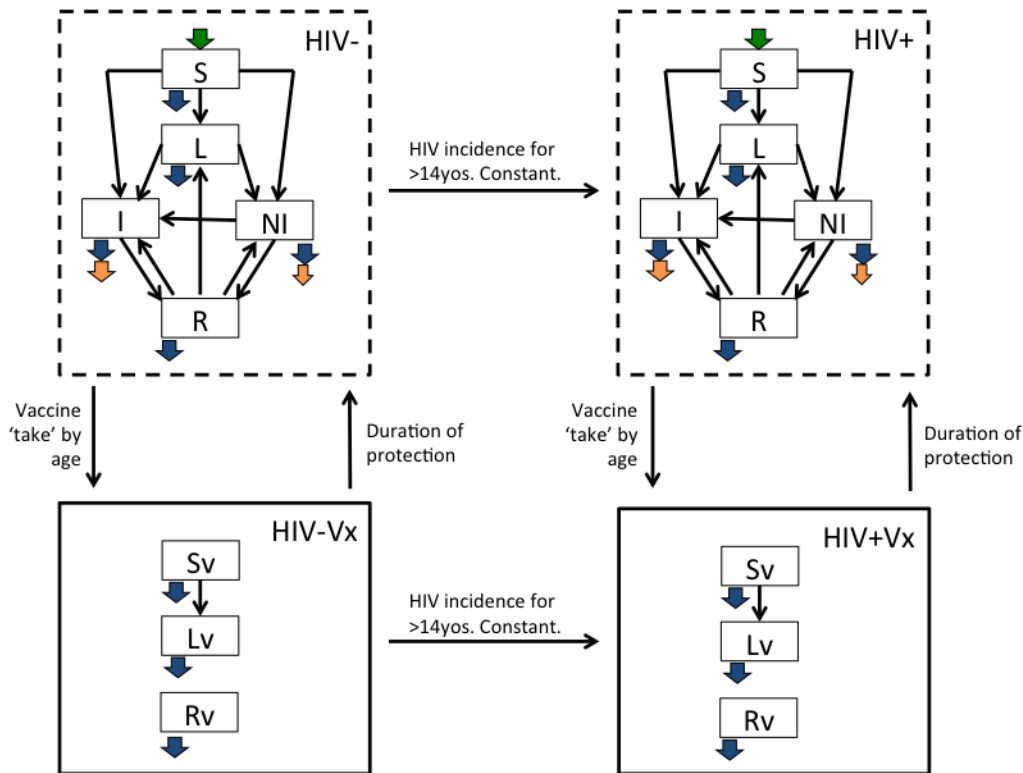 HIV-
S
L
I
NI
R
HIV incidence for
>14yos. Constant.
HIV+
S
L
I
NI
R
Vaccine
‘take’ by
age
Duration of
protection
Vaccine
‘take’ by
age
Duration of
protection
HIV-Vx
Sv
Lv
Rv
HIV incidence for
>14yos. Constant.
HIV+Vx
Sv
Lv
Rv